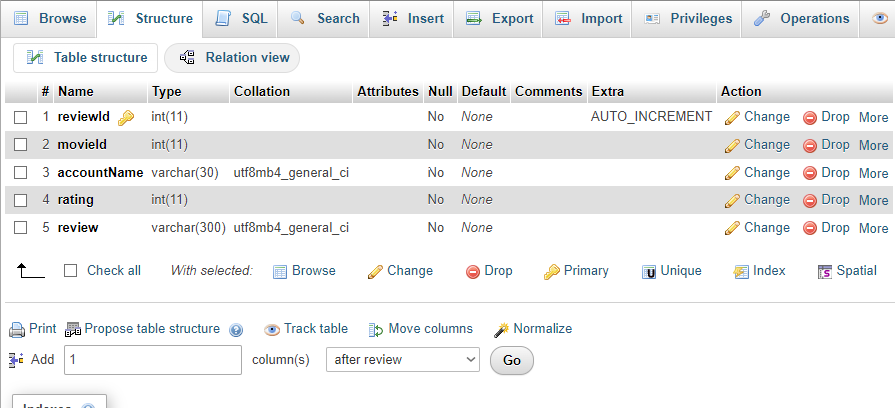 Browse Structure SQL Search Insert Export Import Privileges Operations
Table structure Relation view
# Name Type Collation Attributes Null Default Comments Extra Action
1 reviewId int(11) No None AUTO_INCREMENT Change Drop More
2 movieId int(11) No None Change Drop More
3 accountName varchar(30) utf8mb4_general_ci No None Change Drop More
4 rating int(11) No None Change Drop More
5 review varchar(300) utf8mb4_general_ci No None Change Drop More
Check all With selected: Browse Change Drop Primary Unique Index Spatial
Print Propose table structure Track table Move columns Normalize
Add 1 column(s) after review Go
Indexes